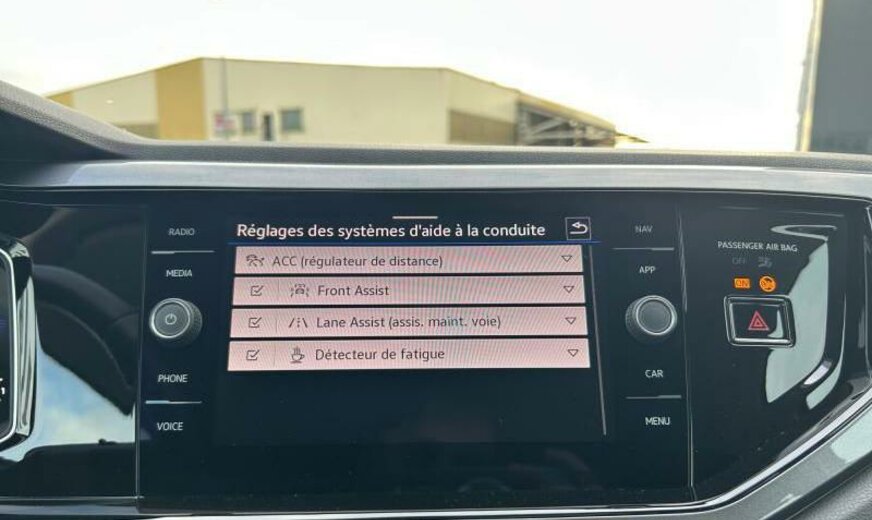 RADIO
MEDIA
PHONE
VOICE
Réglages des systèmes d'aide à la conduite
ACC (régulateur de distance)
Front Assist
Lane Assist (assis. maint. voie)
Détecteur de fatigue
NAV
APP
CAR
MENU
PASSENGER AIR BAG
OFF
ON